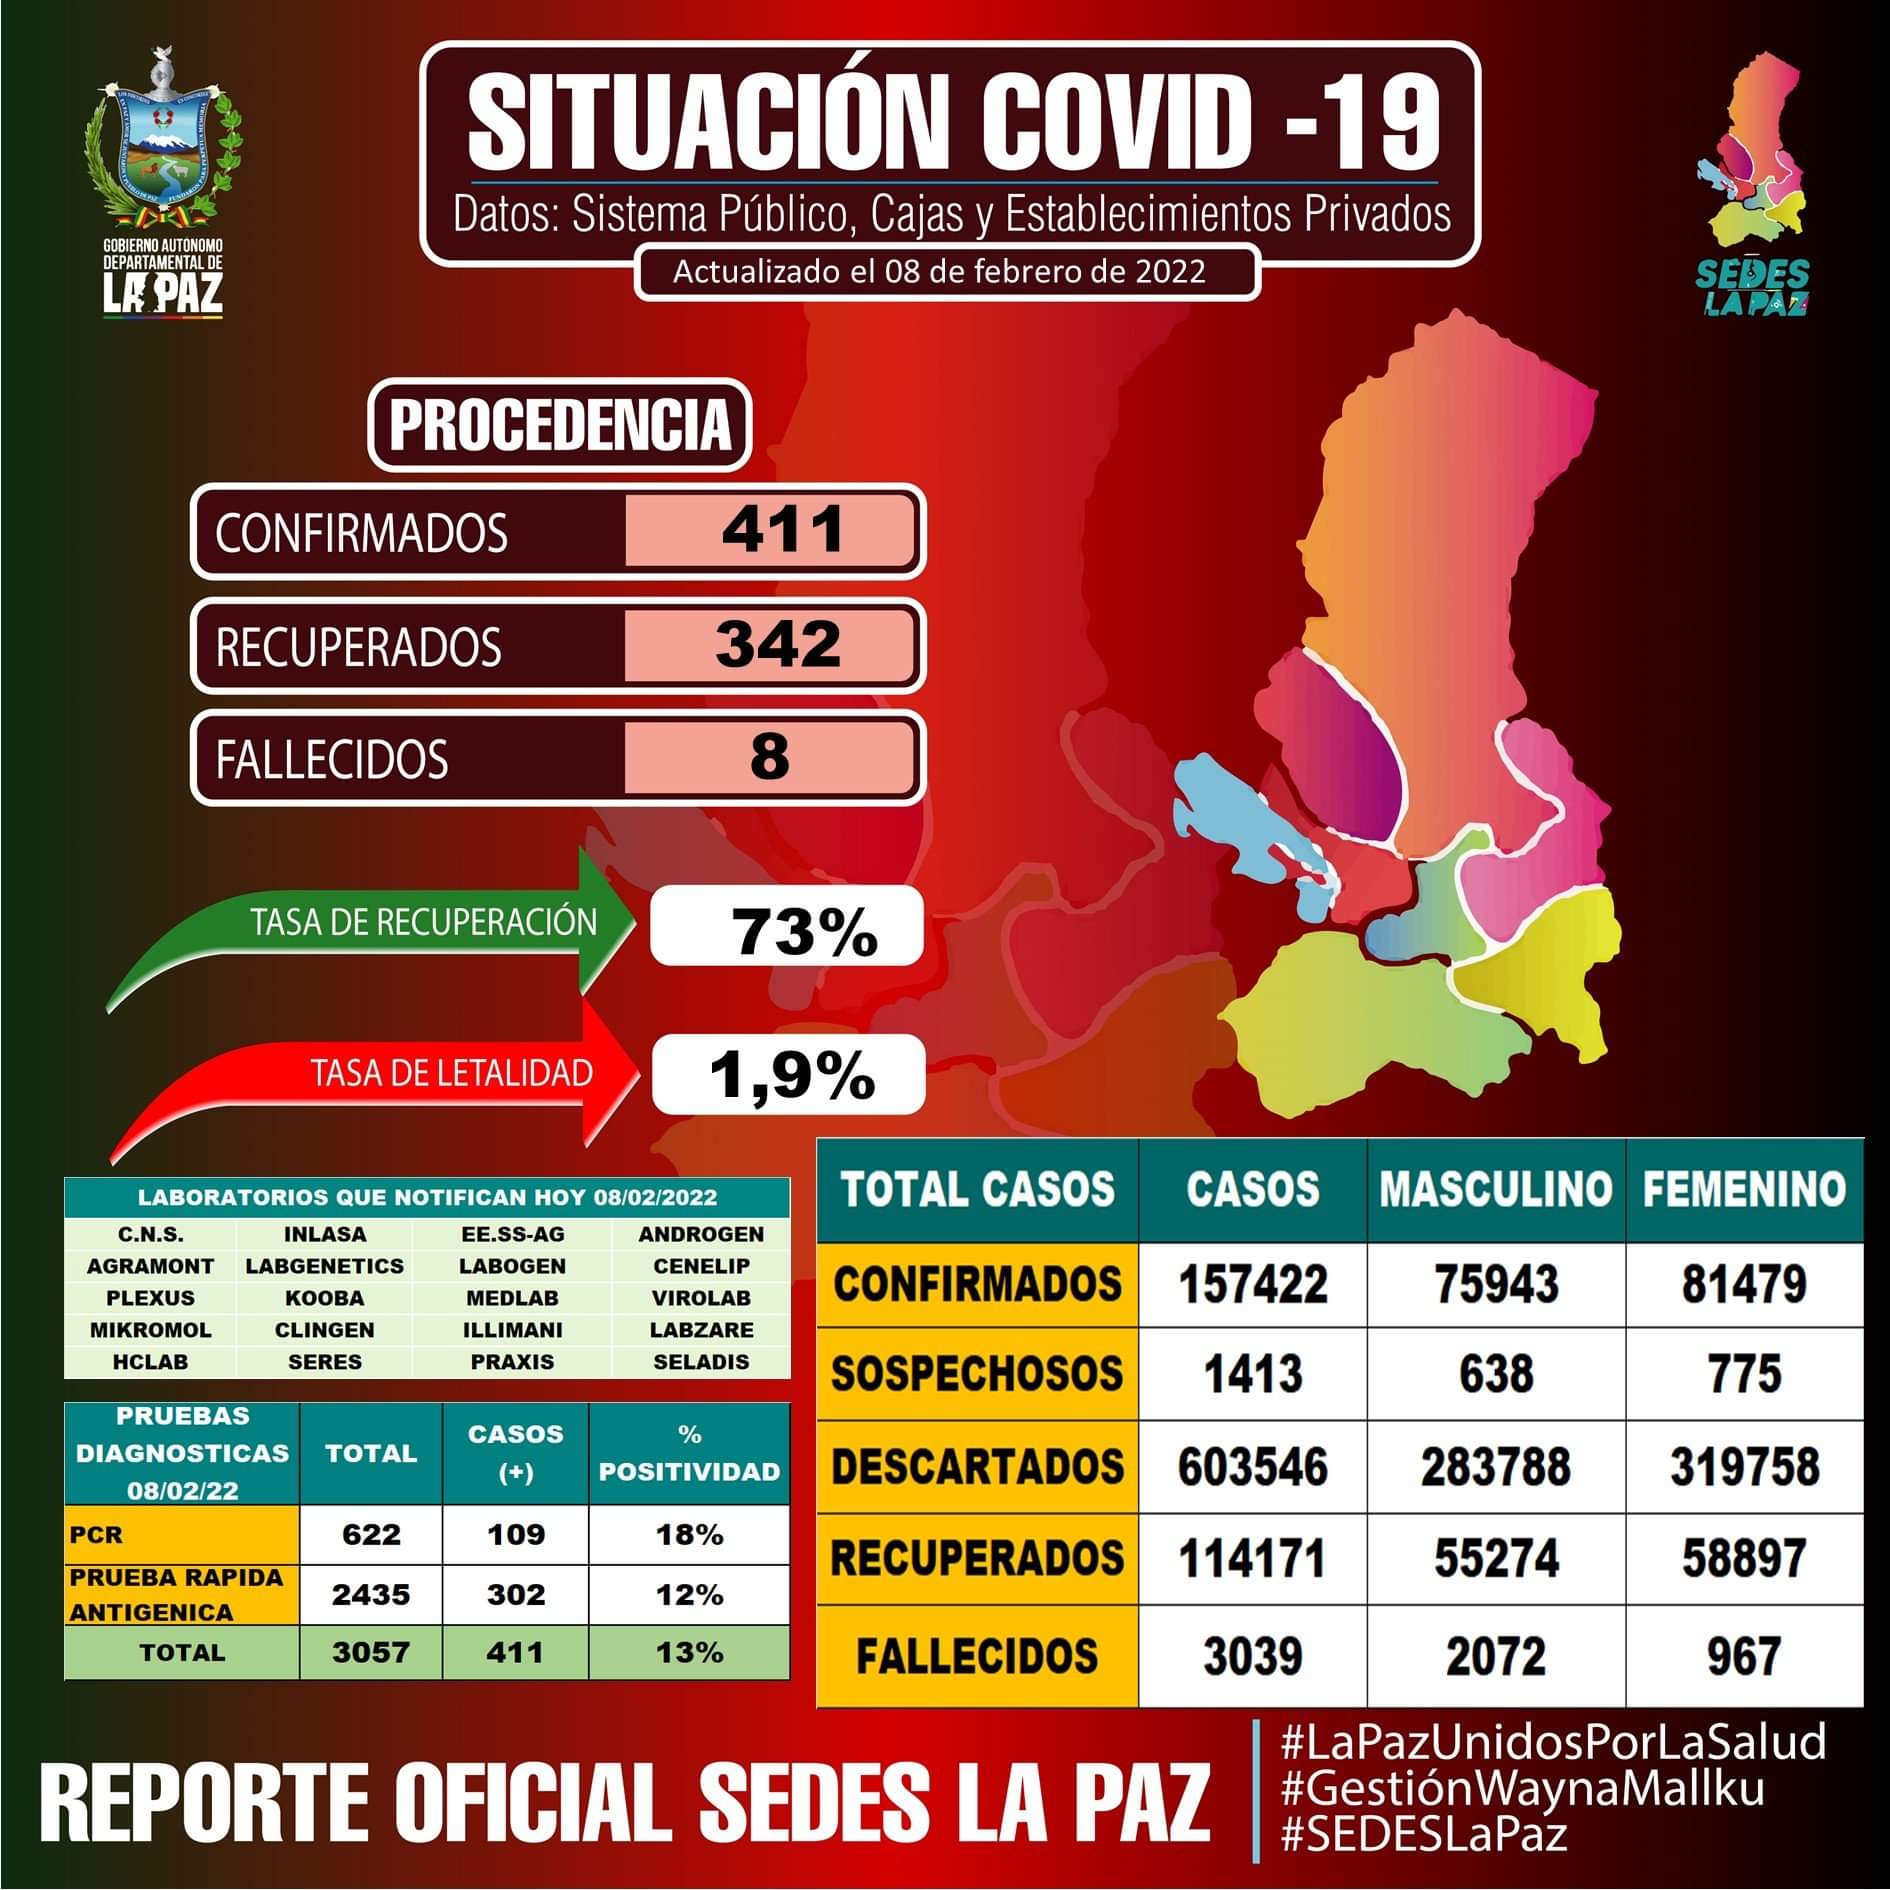 SITUACIÓN COVID -19
Datos: Sistema Público, Cajas y Establecimientos Privados
Actualizado el 08 de febrero de 2022
GOBIERNO AUTÓNOMO
DEPARTAMENTAL DE
LA PAZ
SEDES
LA PAZ
PROCEDENCIA
CONFIRMADOS 411
RECUPERADOS 342
FALLECIDOS 8
TASA DE RECUPERACIÓN 73%
TASA DE LETALIDAD 1,9%
LABORATORIOS QUE NOTIFICAN HOY 08/02/2022
C.N.S. INLASA EE.SS-AG ANDROGEN
AGRAMONT LABGENETICS LABOGEN CENELIP
PLEXUS KOOBA MEDLAB VIROLAB
MIKROMOL CLINGEN ILLIMANI LABZARE
HCLAB SERES PRAXIS SELADIS
PRUEBAS
DIAGNOSTICAS
08/02/22
TOTAL
CASOS
(+)
%
POSITIVIDAD
PCR 622 109 18%
PRUEBA RAPIDA
ANTIGENICA
2435 302 12%
TOTAL 3057 411 13%
TOTAL CASOS CASOS MASCULINO FEMENINO
CONFIRMADOS 157422 75943 81479
SOSPECHOSOS 1413 638 775
DESCARTADOS 603546 283788 319758
RECUPERADOS 114171 55274 58897
FALLECIDOS 3039 2072 967
REPORTE OFICIAL SEDES LA PAZ
#LaPazUnidosPorLaSalud
#GestiónWaynaMallku
#SEDESLaPaz